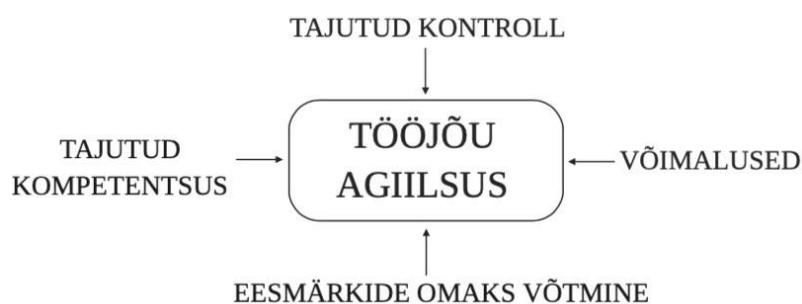 TAJUTUD KONTROLL
TAJUTUD
KOMPETENTSUS
TÖÖJÕU
AGIILSUS
VÕIMALUSED
EESMÄRKIDE OMAKS VÕTMINE